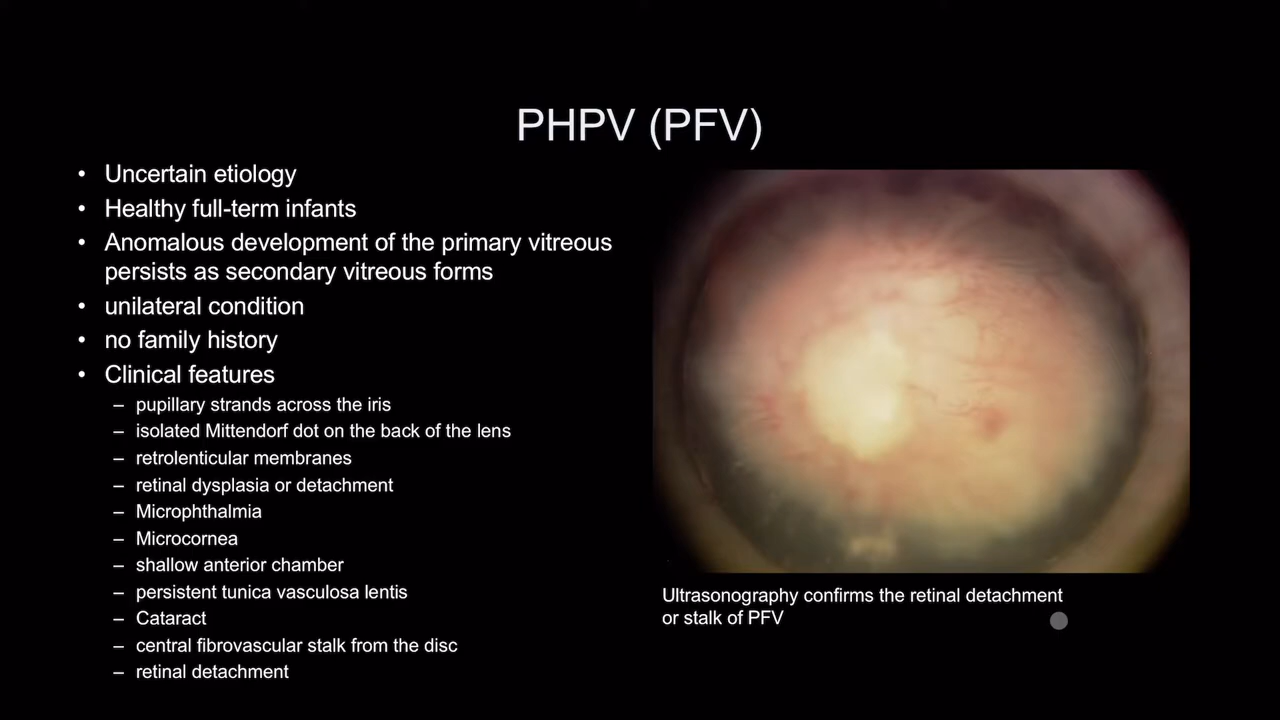 PHPV (PFV)
• Uncertain etiology
• Healthy full-term infants
• Anomalous development of the primary vitreous
persists as secondary vitreous forms
• unilateral condition
• no family history
• Clinical features
– pupillary strands across the iris
– isolated Mittendorf dot on the back of the lens
– retrolenticular membranes
– retinal dysplasia or detachment
– Microphthalmia
– Microcornea
– shallow anterior chamber
– persistent tunica vasculosa lentis
– Cataract
– central fibrovascular stalk from the disc
– retinal detachment
Ultrasonography confirms the retinal detachment
or stalk of PFV